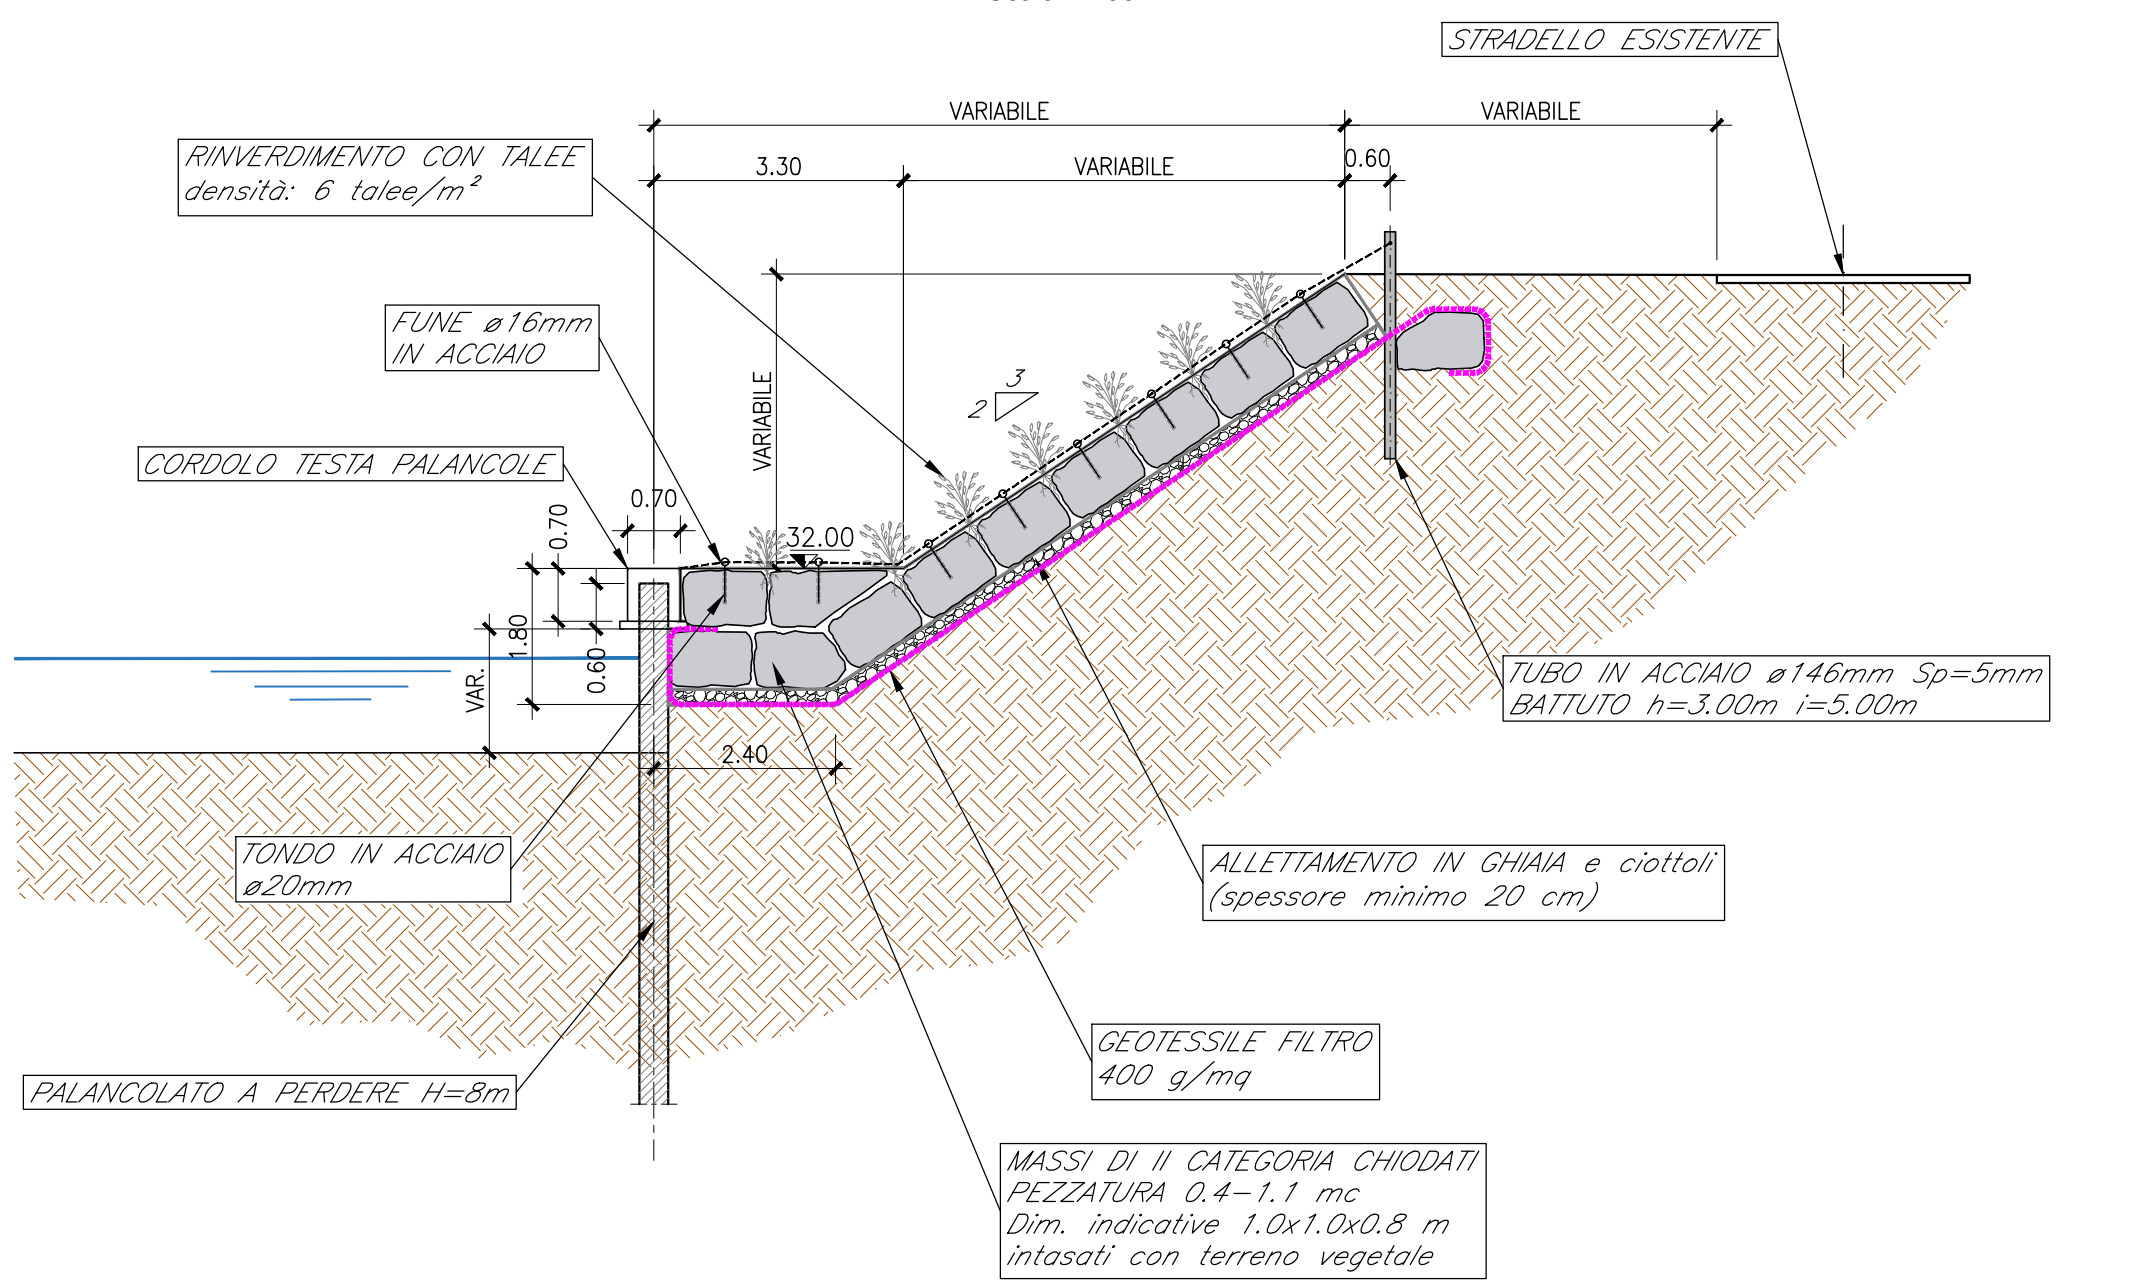 STRADELLO ESISTENTE
VARIABILE
VARIABILE
RINVERDIMENTO CON TALEE
densità: 6 talee/m²
3.30
VARIABILE
0.60
FUNE ø16mm
IN ACCIAIO
VARIABILE
3
2
CORDOLO TESTA PALANCOLE
0.70
0.70
32.00
1.80
0.60
VAR.
TUBO IN ACCIAIO ø146mm Sp=5mm
BATTUTO h=3.00m i=5.00m
2.40
TONDO IN ACCIAIO
ø20mm
ALLETTAMENTO IN GHIAIA e ciottoli
(spessore minimo 20 cm)
GEOTESSILE FILTRO
400 g/mq
PALANCOLATO A PERDERE H=8m
MASSI DI II CATEGORIA CHIODATI
PEZZATURA 0.4-1.1 mc
Dim. indicative 1.0x1.0x0.8 m
intasati con terreno vegetale